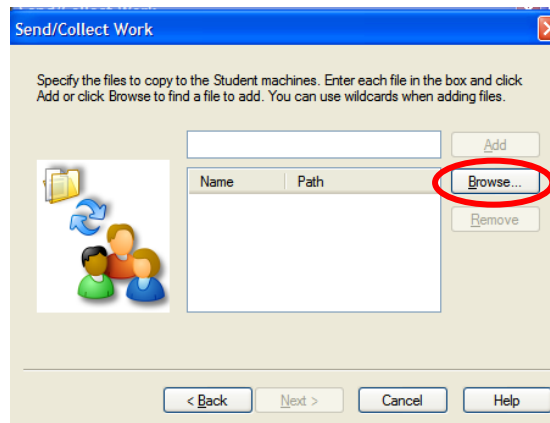 Send/Collect Work
Specify the files to copy to the Student machines. Enter each file in the box and click
Add or click Browse to find a file to add. You can use wildcards when adding files.
Add
Name Path
Browse...
Remove
< Back Next > Cancel Help